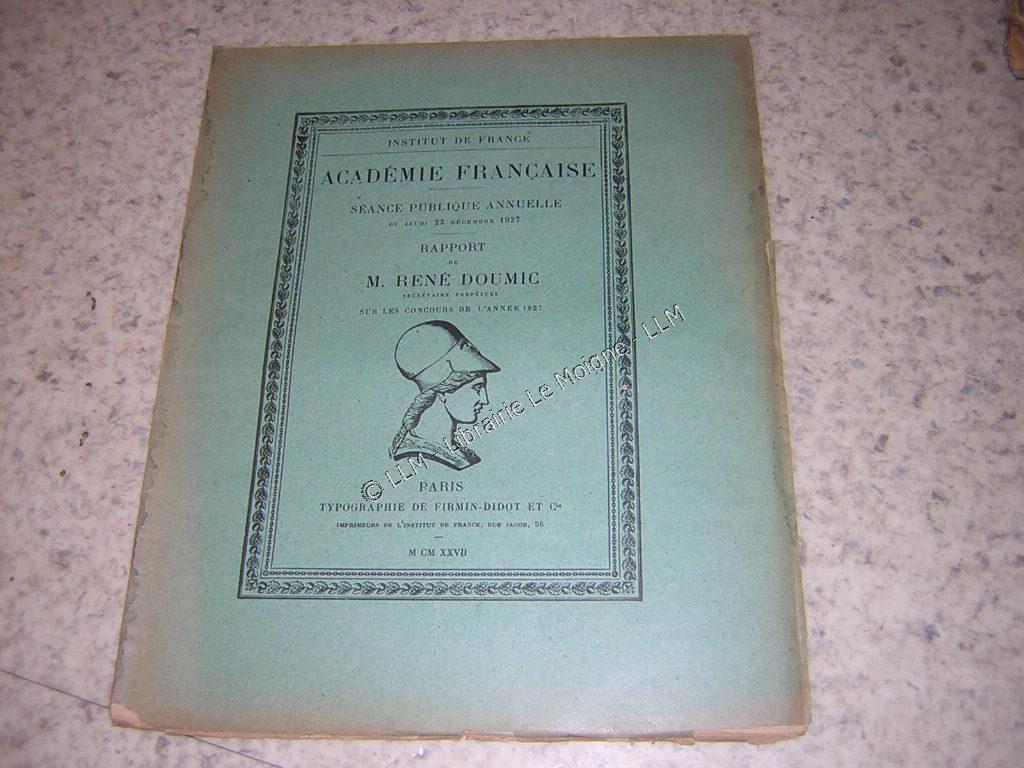 INSTITUT DE FRANCE
ACADÉMIE FRANÇAISE
SÉANCE PUBLIQUE ANNUELLE
DU JEUDI 22 DÉCEMBRE 1927
RAPPORT
DE
M. RENÉ DOUMIC
SECRÉTAIRE PERPÉTUEL
SUR LES CONCOURS DE L'ANNÉE 1927
© LLM - Librairie Le Moigne - LLM
PARIS
TYPOGRAPHIE DE FIRMIN-DIDOT ET Cie
IMPRIMEURS DE L'INSTITUT DE FRANCE, RUE JACOB, 56
M CM XXVII